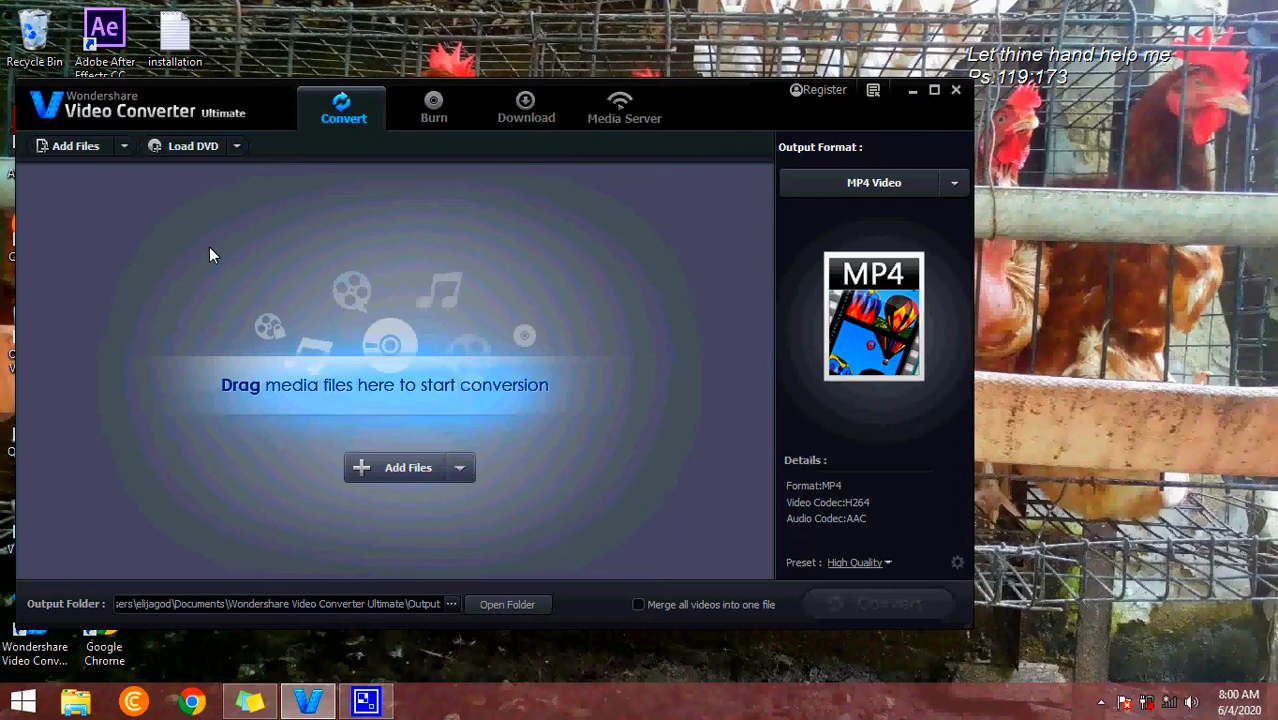 Recycle Bin
Ae
Adobe After
Effects CC
installation
Let thine hand help me
Ps.119:173
Wondershare
Video Converter Ultimate
Convert
Burn
Download
Media Server
Register
Add Files
Load DVD
Output Format :
MP4 Video
MP4
Drag media files here to start conversion
Add Files
Details :
Format:MP4
Video Codec:H264
Audio Codec:AAC
Preset : High Quality
Output Folder : sers\elijagod\Documents\Wondershare Video Converter Ultimate\Output ...
Open Folder
Merge all videos into one file
Convert
Wondershare
Video Conv...
Google
Chrome
8:00 AM
6/4/2020